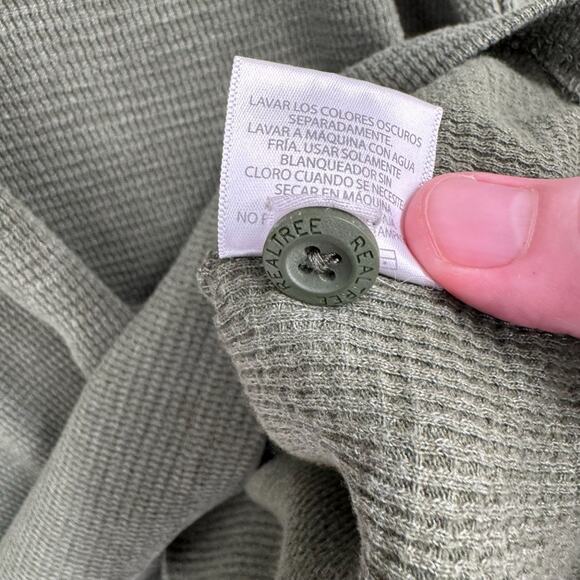 LAVAR LOS COLORES OSCUROS
SEPARADAMENTE.
LAVAR A MÁQUINA CON AGUA
FRÍA. USAR SOLAMENTE
BLANQUEADOR SIN
CLORO CUANDO SE NECESITE
SECAR EN MÁQUINA
NO
REALTREE REALTREE